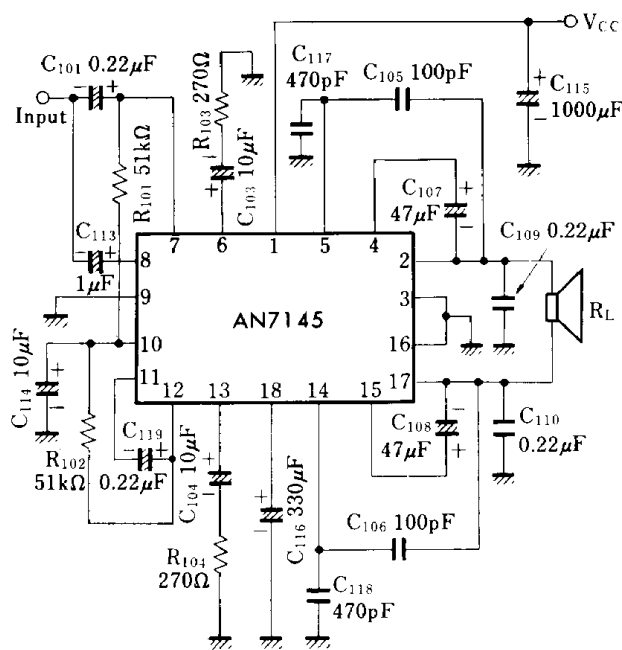 V_CC
C_117
470pF
C_105 100pF
C_115
1000μF
C_101 0.22μF
Input
R_101 51kΩ
R_103 270Ω
C_103 10μF
C_107
47μF
C_109 0.22μF
C_113
1μF
7 6 1 5 4
8 2
9 3
AN7145
R_L
10 16
11 17
12 13 18 14 15
C_114 10μF
R_102
51kΩ
C_119
0.22μF
C_104 10μF
C_116 330μF
C_108
47μF
C_110
0.22μF
R_104
270Ω
C_106 100pF
C_118
470pF